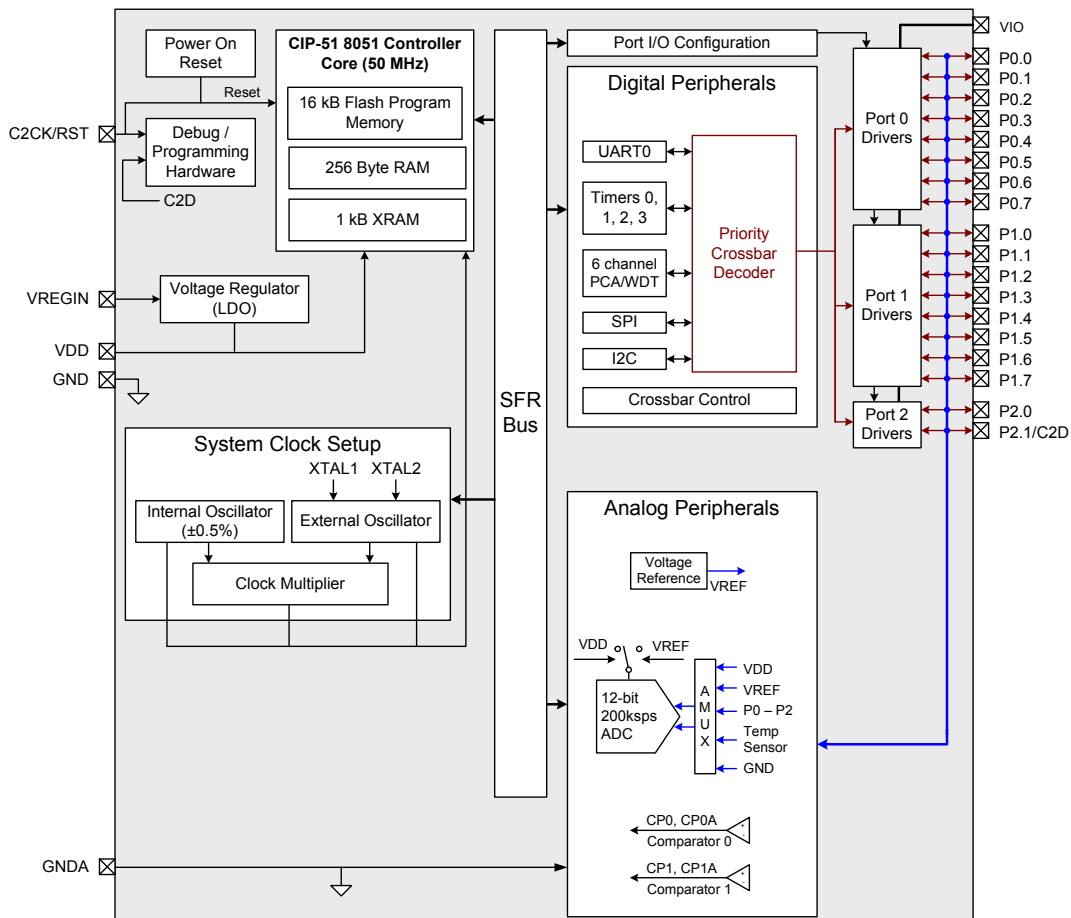 Power On
Reset
Reset
C2CK/RST
Debug /
Programming
Hardware
C2D
CIP-51 8051 Controller
Core (50 MHz)
16 kB Flash Program
Memory
256 Byte RAM
1 kB XRAM
VREGIN
Voltage Regulator
(LDO)
VDD
GND
System Clock Setup
XTAL1
XTAL2
Internal Oscillator
(±0.5%)
External Oscillator
Clock Multiplier
GNDA
SFR
Bus
Port I/O Configuration
Digital Peripherals
UART0
Timers 0,
1, 2, 3
6 channel
PCA/WDT
SPI
I2C
Priority
Crossbar
Decoder
Crossbar Control
Port 0
Drivers
Port 1
Drivers
Port 2
Drivers
VIO
P0.0
P0.1
P0.2
P0.3
P0.4
P0.5
P0.6
P0.7
P1.0
P1.1
P1.2
P1.3
P1.4
P1.5
P1.6
P1.7
P2.0
P2.1/C2D
Analog Peripherals
Voltage
Reference
VREF
VDD
VREF
12-bit
200ksps
ADC
A
M
U
X
VDD
VREF
P0 – P2
Temp
Sensor
GND
CP0, CP0A
+
-
Comparator 0
CP1, CP1A
+
-
Comparator 1